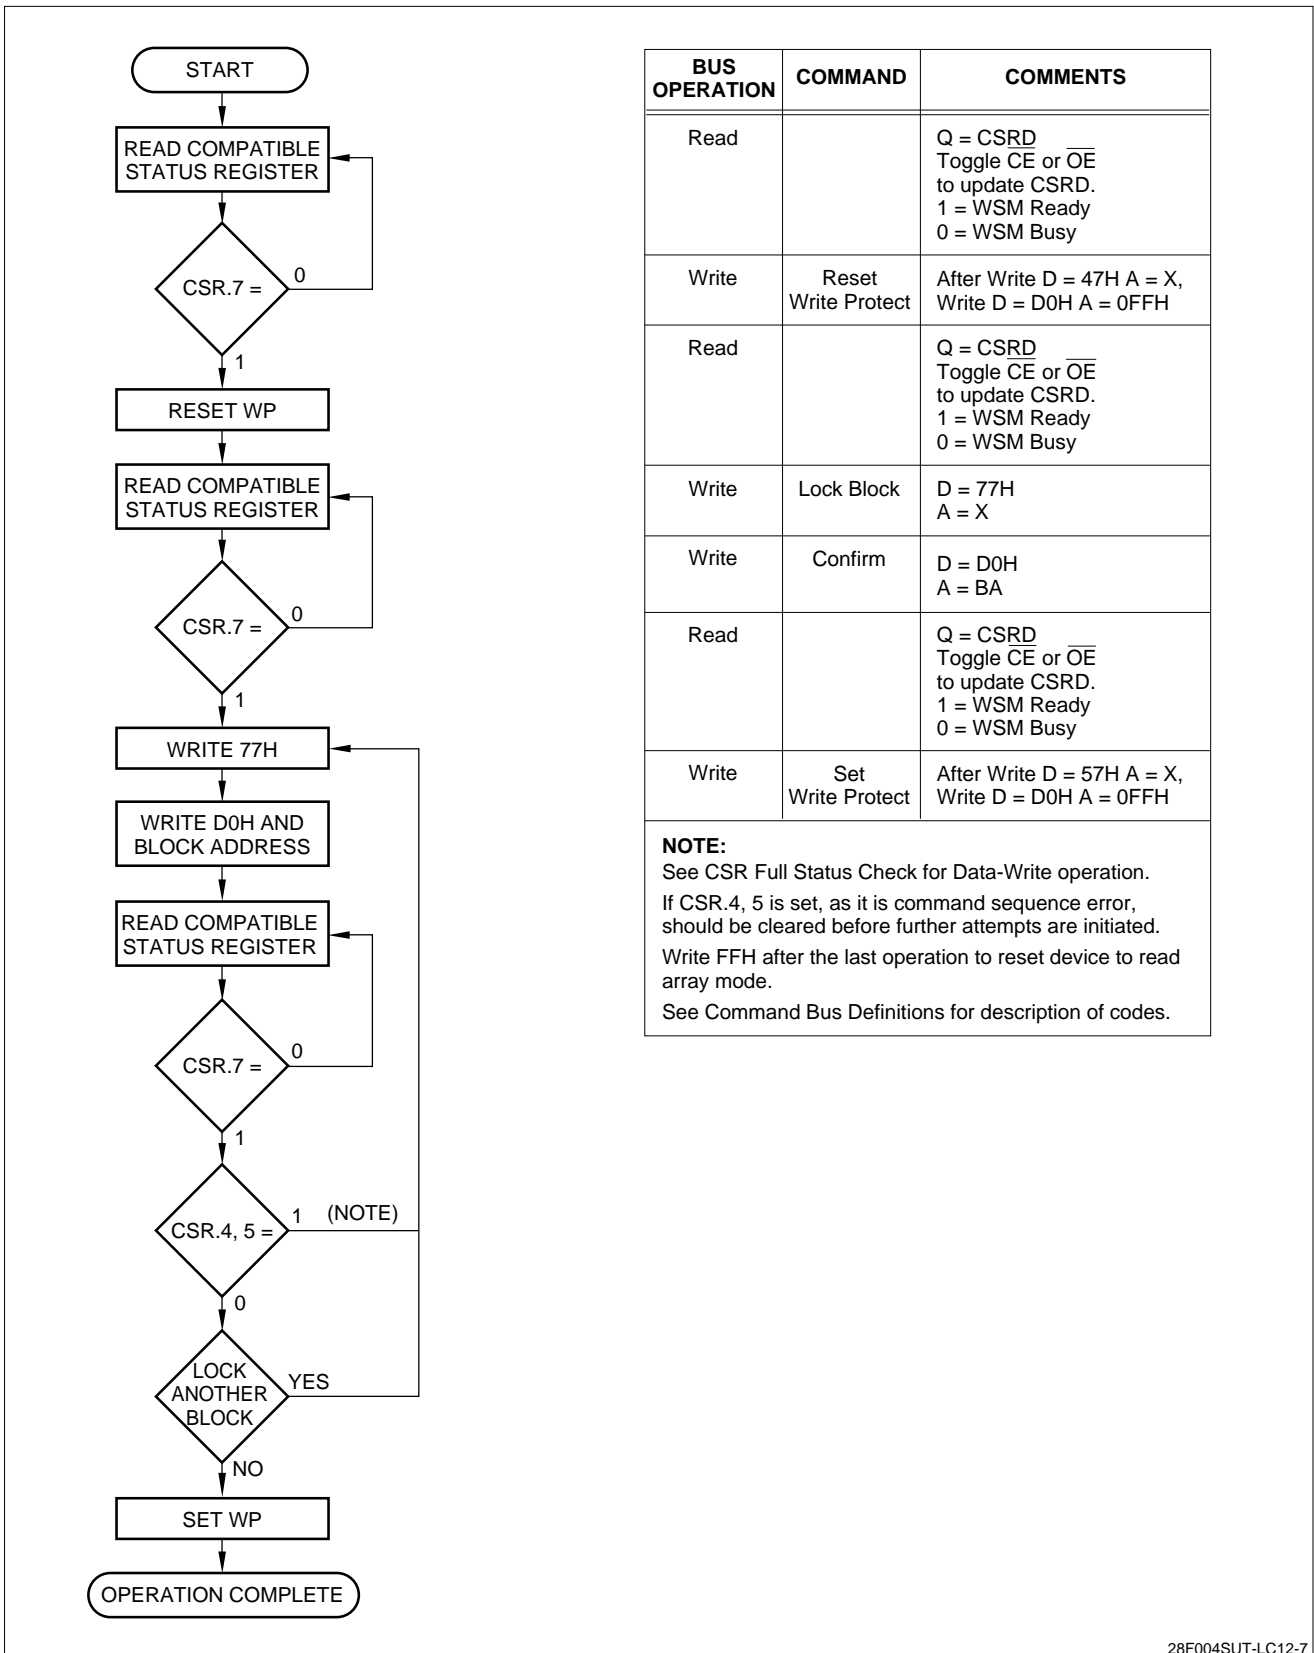 START
READ COMPATIBLE
STATUS REGISTER
CSR.7 =
0
1
RESET WP
READ COMPATIBLE
STATUS REGISTER
CSR.7 =
0
1
WRITE 77H
WRITE D0H AND
BLOCK ADDRESS
READ COMPATIBLE
STATUS REGISTER
CSR.7 =
0
1
CSR.4, 5 =
1 (NOTE)
0
LOCK
ANOTHER
BLOCK
YES
NO
SET WP
OPERATION COMPLETE
BUS
OPERATION
COMMAND
COMMENTS
Read
Q = CSRD
Toggle C̅E̅ or O̅E̅
to update CSRD.
1 = WSM Ready
0 = WSM Busy
Write
Reset
Write Protect
After Write D = 47H A = X,
Write D = D0H A = 0FFH
Read
Q = CSRD
Toggle C̅E̅ or O̅E̅
to update CSRD.
1 = WSM Ready
0 = WSM Busy
Write
Lock Block
D = 77H
A = X
Write
Confirm
D = D0H
A = BA
Read
Q = CSRD
Toggle C̅E̅ or O̅E̅
to update CSRD.
1 = WSM Ready
0 = WSM Busy
Write
Set
Write Protect
After Write D = 57H A = X,
Write D = D0H A = 0FFH
NOTE:
See CSR Full Status Check for Data-Write operation.
If CSR.4, 5 is set, as it is command sequence error,
should be cleared before further attempts are initiated.
Write FFH after the last operation to reset device to read
array mode.
See Command Bus Definitions for description of codes.
28F004SUT-LC12-7